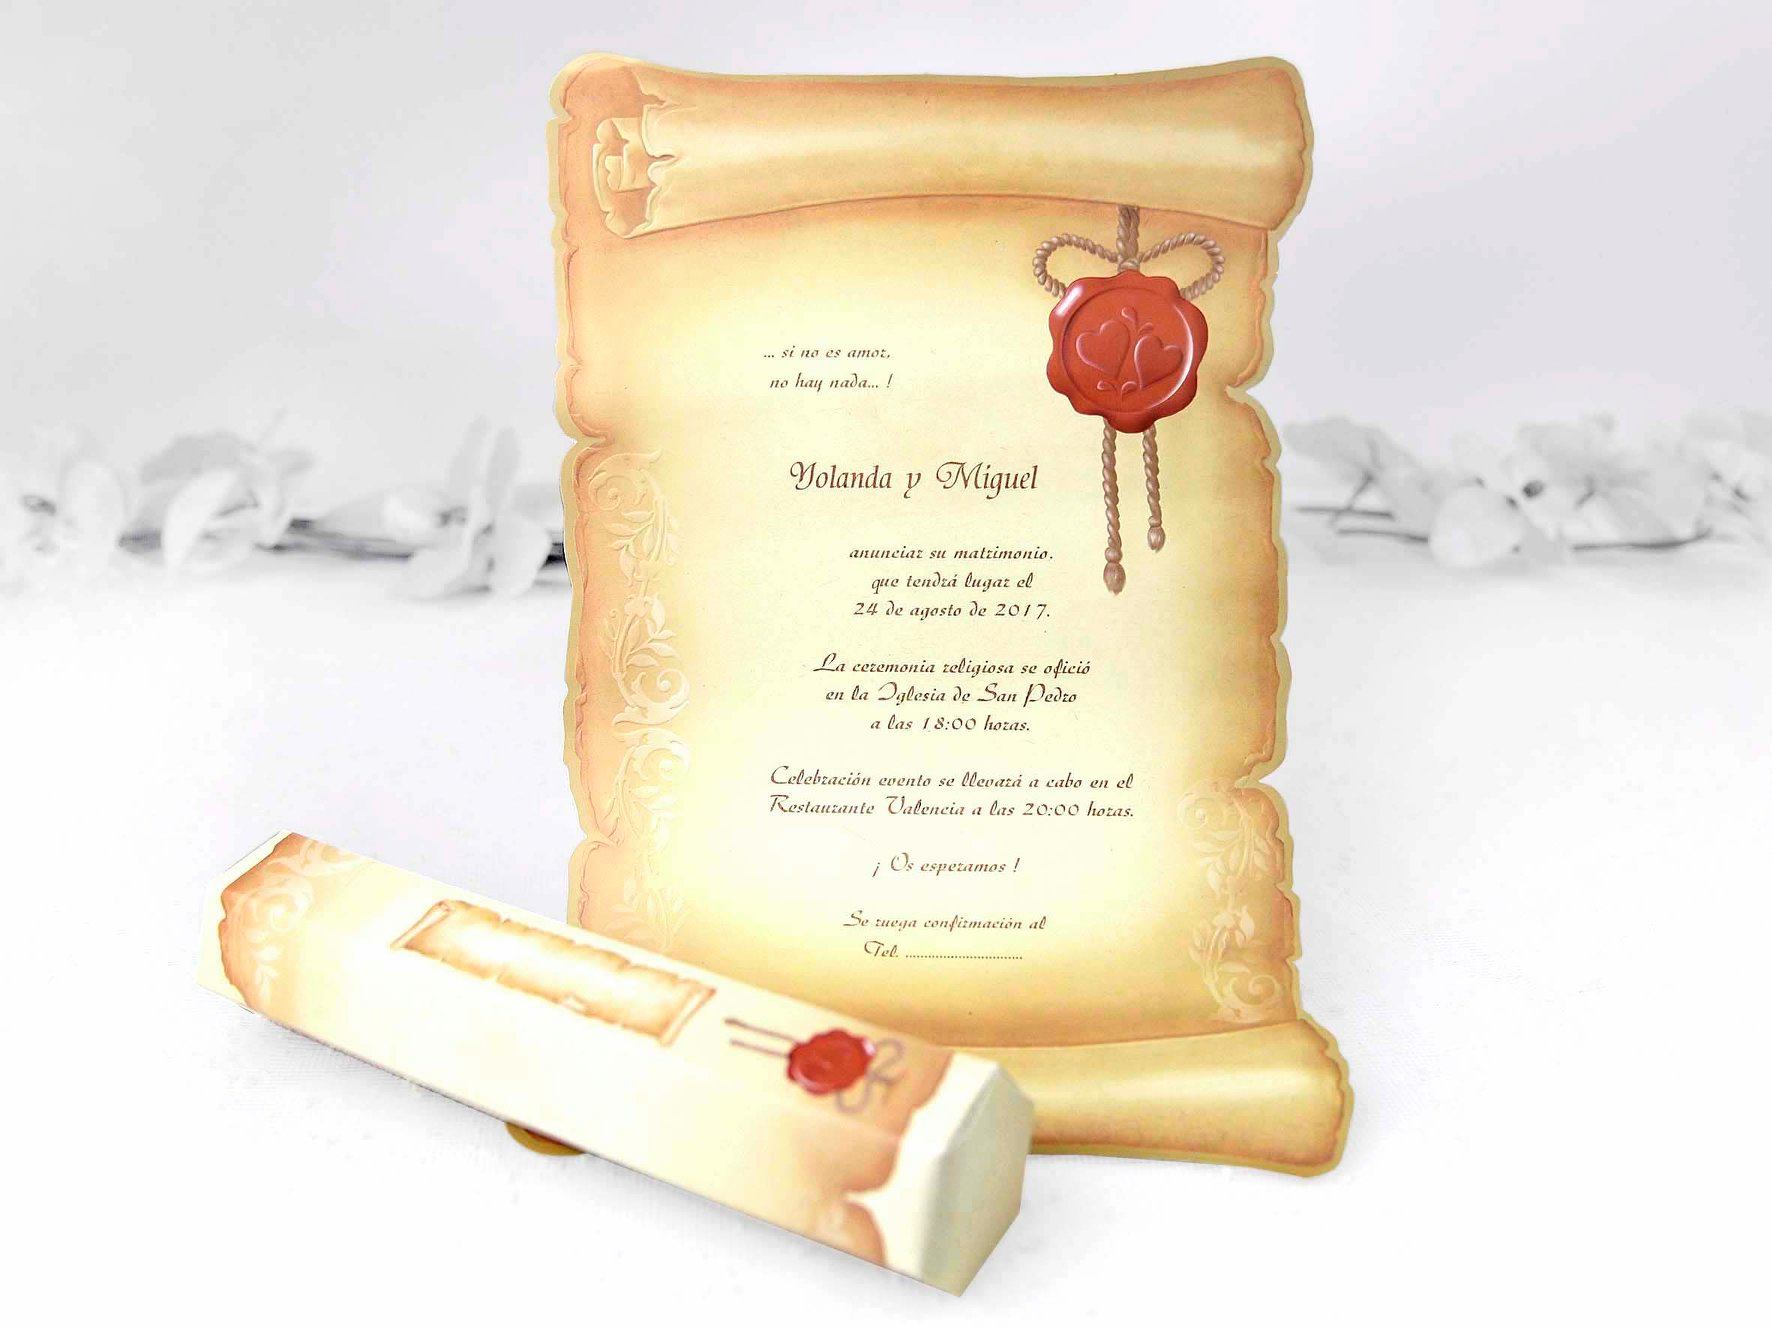 ... si no es amor,
no hay nada... !
Yolanda y Miguel
anunciar su matrimonio.
que tendrá lugar el
24 de agosto de 2017.
La ceremonia religiosa se ofició
en la Iglesia de San Pedro
a las 18:00 horas.
Celebración evento se llevará a cabo en el
Restaurante Valencia a las 20:00 horas.
¡ Os esperamos !
Se ruega confirmación al
Tel. ................................